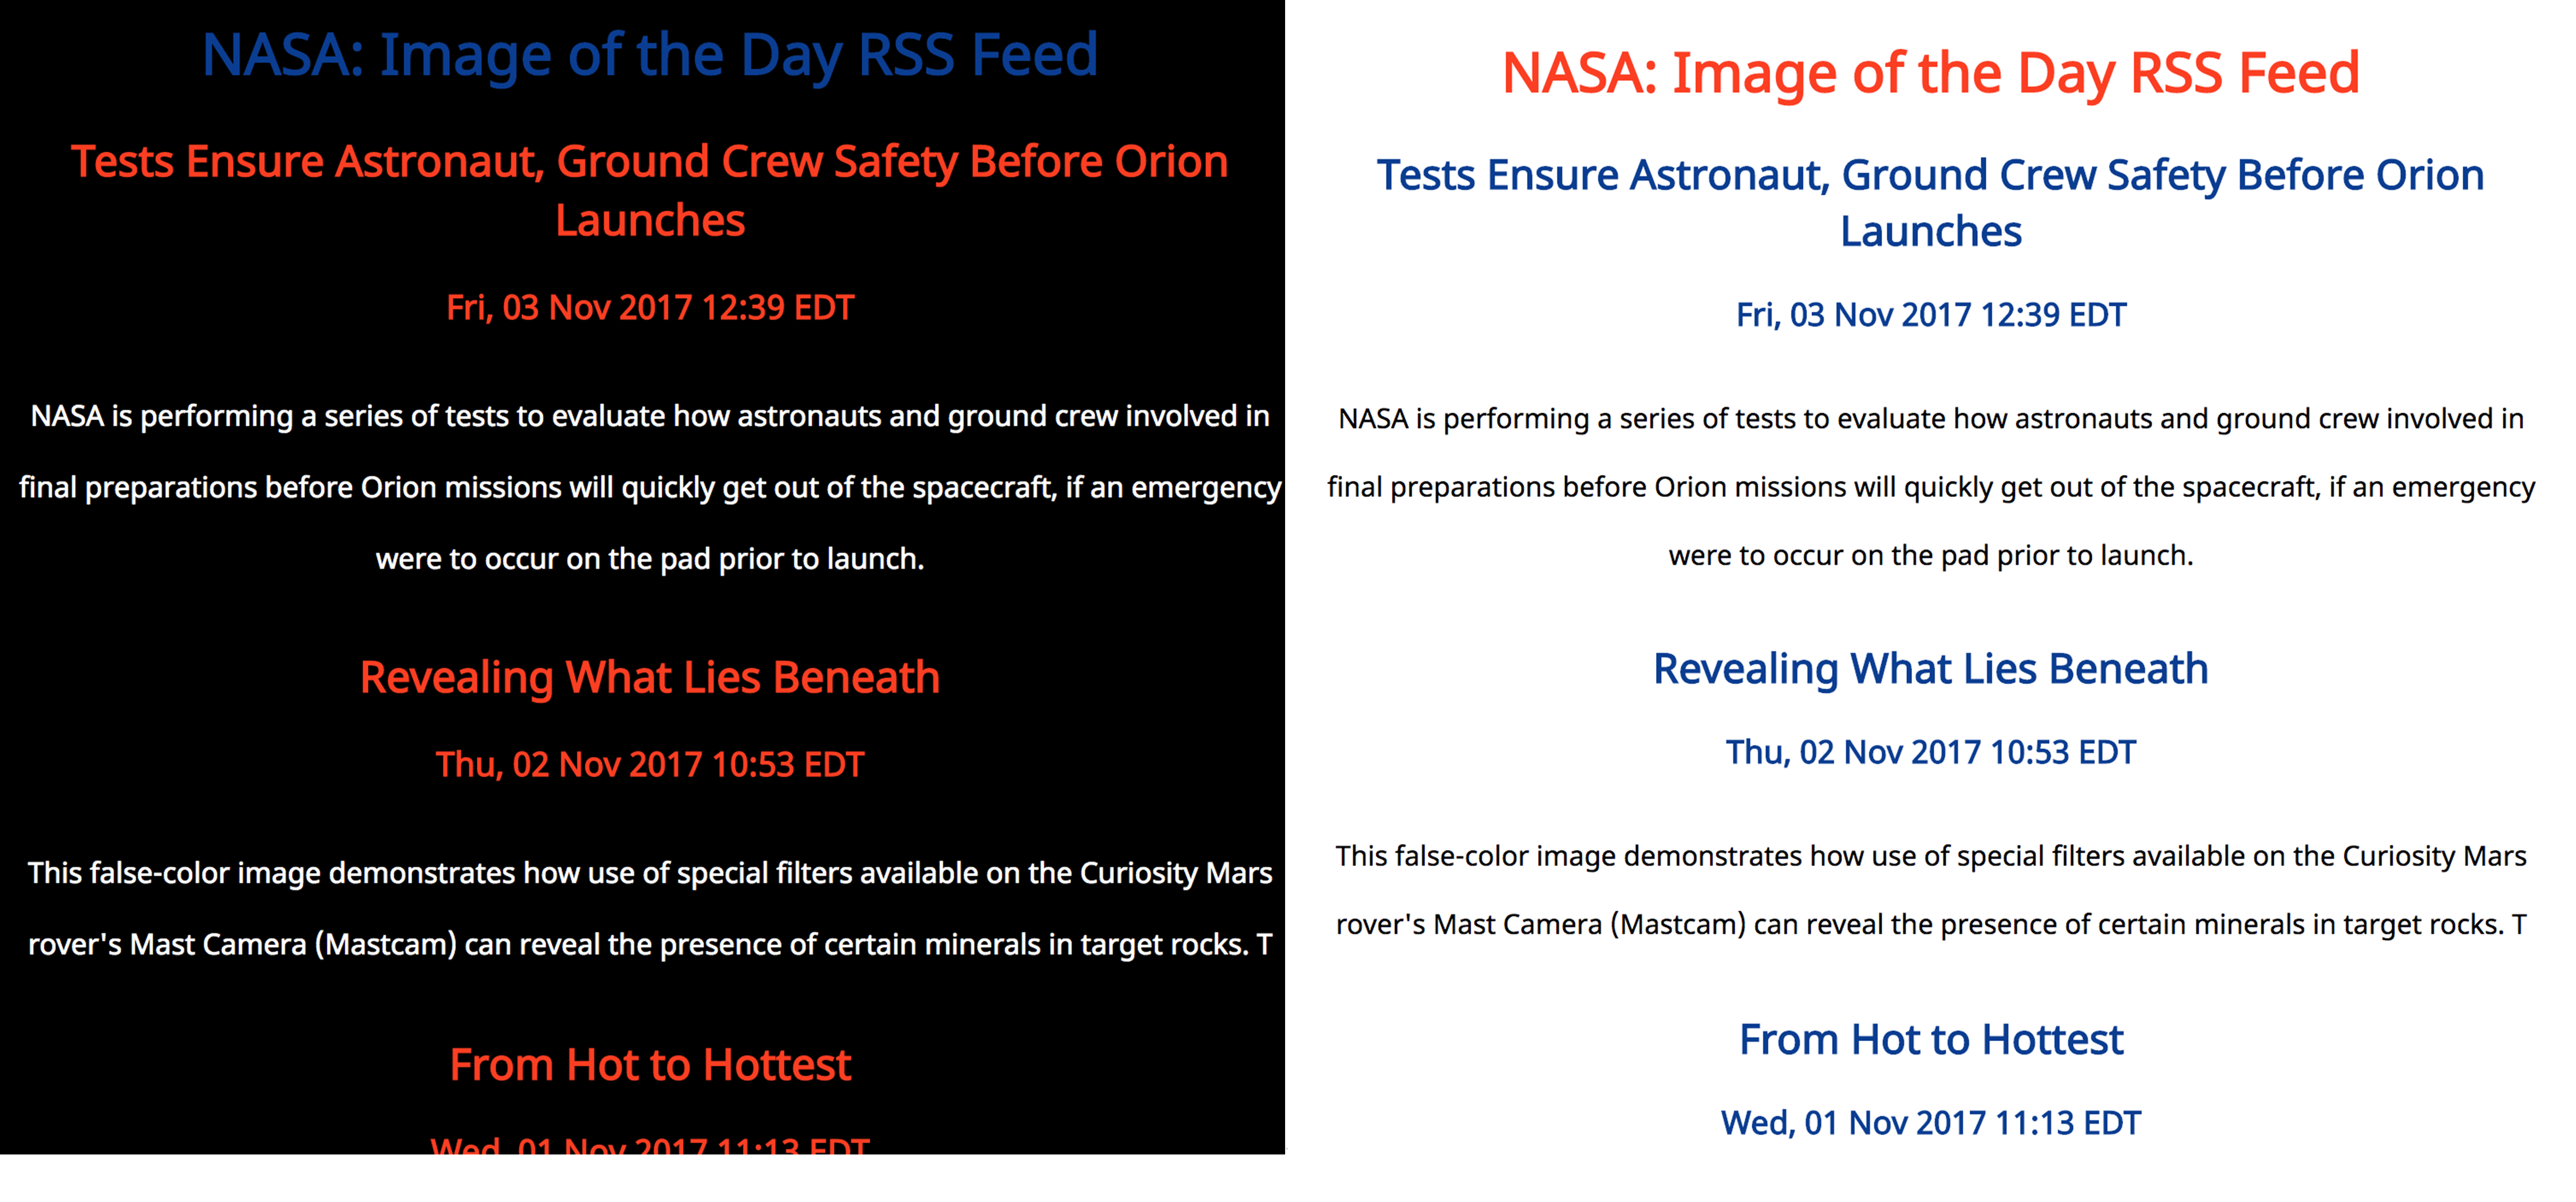 NASA: Image of the Day RSS Feed
Tests Ensure Astronaut, Ground Crew Safety Before Orion
Launches
Fri, 03 Nov 2017 12:39 EDT
NASA is performing a series of tests to evaluate how astronauts and ground crew involved in
final preparations before Orion missions will quickly get out of the spacecraft, if an emergency
were to occur on the pad prior to launch.
Revealing What Lies Beneath
Thu, 02 Nov 2017 10:53 EDT
This false-color image demonstrates how use of special filters available on the Curiosity Mars
rover's Mast Camera (Mastcam) can reveal the presence of certain minerals in target rocks. T
From Hot to Hottest
Wed, 01 Nov 2017 11:13 EDT
NASA: Image of the Day RSS Feed
Tests Ensure Astronaut, Ground Crew Safety Before Orion
Launches
Fri, 03 Nov 2017 12:39 EDT
NASA is performing a series of tests to evaluate how astronauts and ground crew involved in
final preparations before Orion missions will quickly get out of the spacecraft, if an emergency
were to occur on the pad prior to launch.
Revealing What Lies Beneath
Thu, 02 Nov 2017 10:53 EDT
This false-color image demonstrates how use of special filters available on the Curiosity Mars
rover's Mast Camera (Mastcam) can reveal the presence of certain minerals in target rocks. T
From Hot to Hottest
Wed, 01 Nov 2017 11:13 EDT